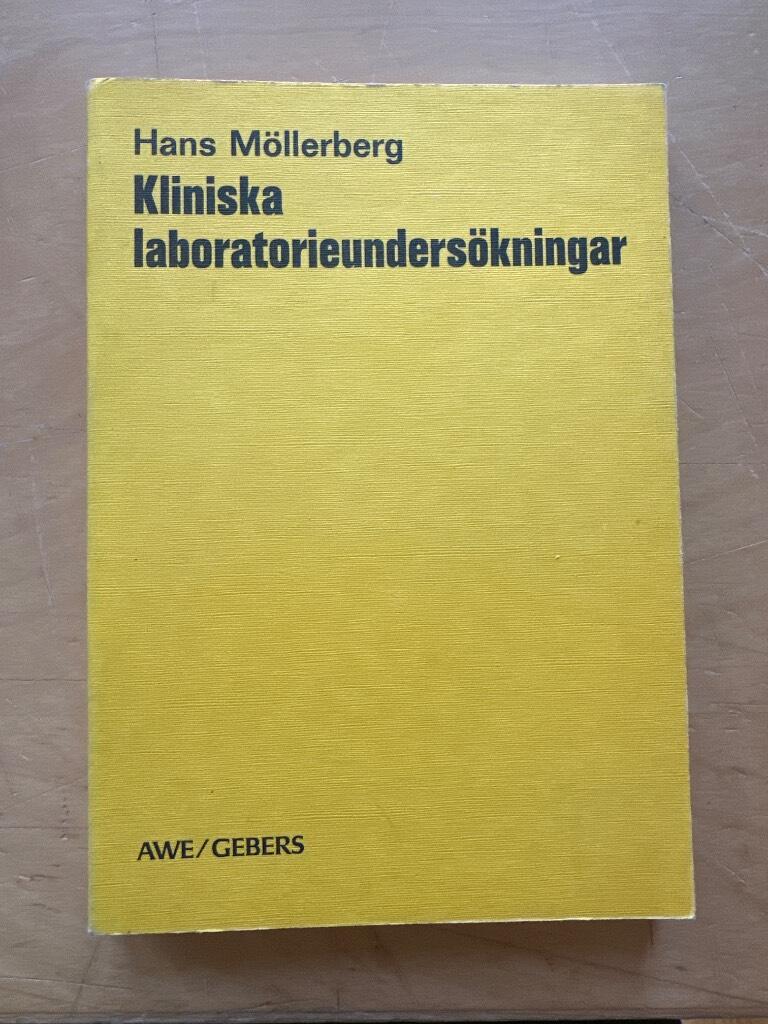 Hans Möllerberg
Kliniska
laboratorieundersökningar
AWE/GEBERS